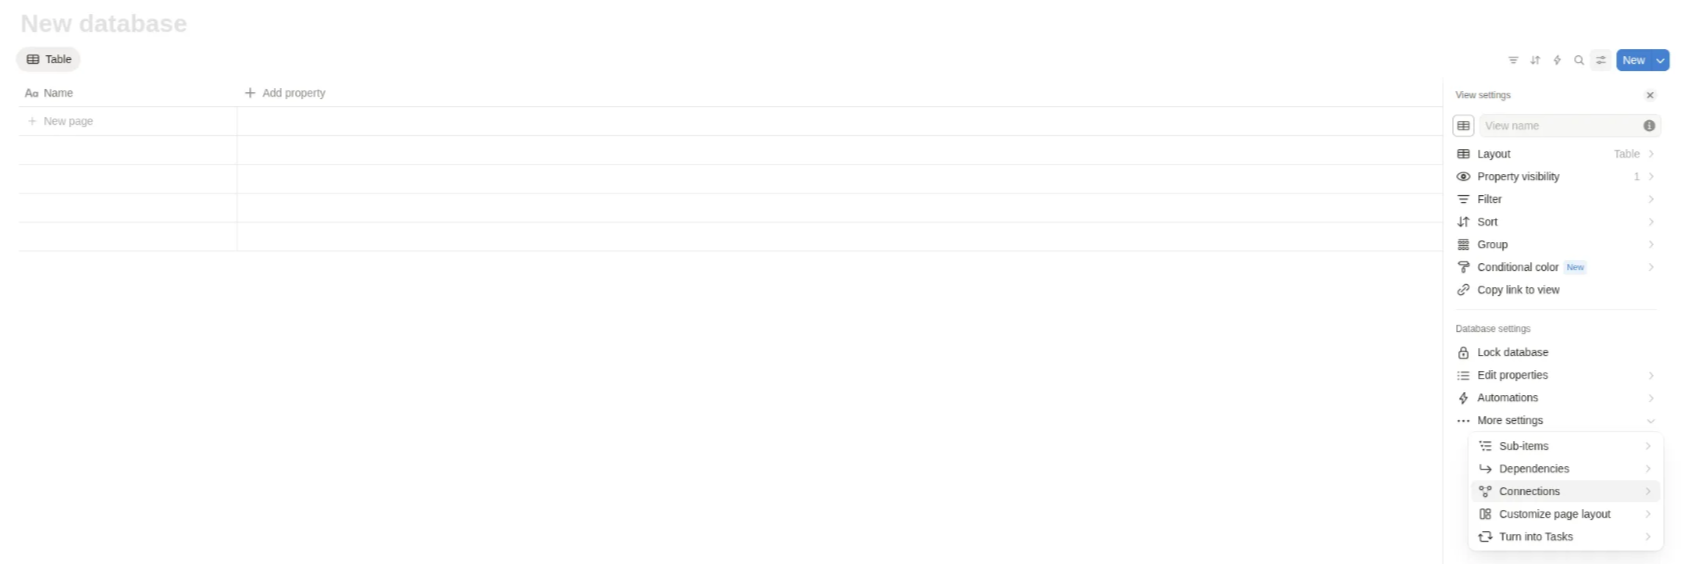 New database
Table
New
Aa Name
Add property
New page
View settings
View name
Layout Table
Property visibility 1
Filter
Sort
Group
Conditional color New
Copy link to view
Database settings
Lock database
Edit properties
Automations
More settings
Sub-items
Dependencies
Connections
Customize page layout
Turn into Tasks